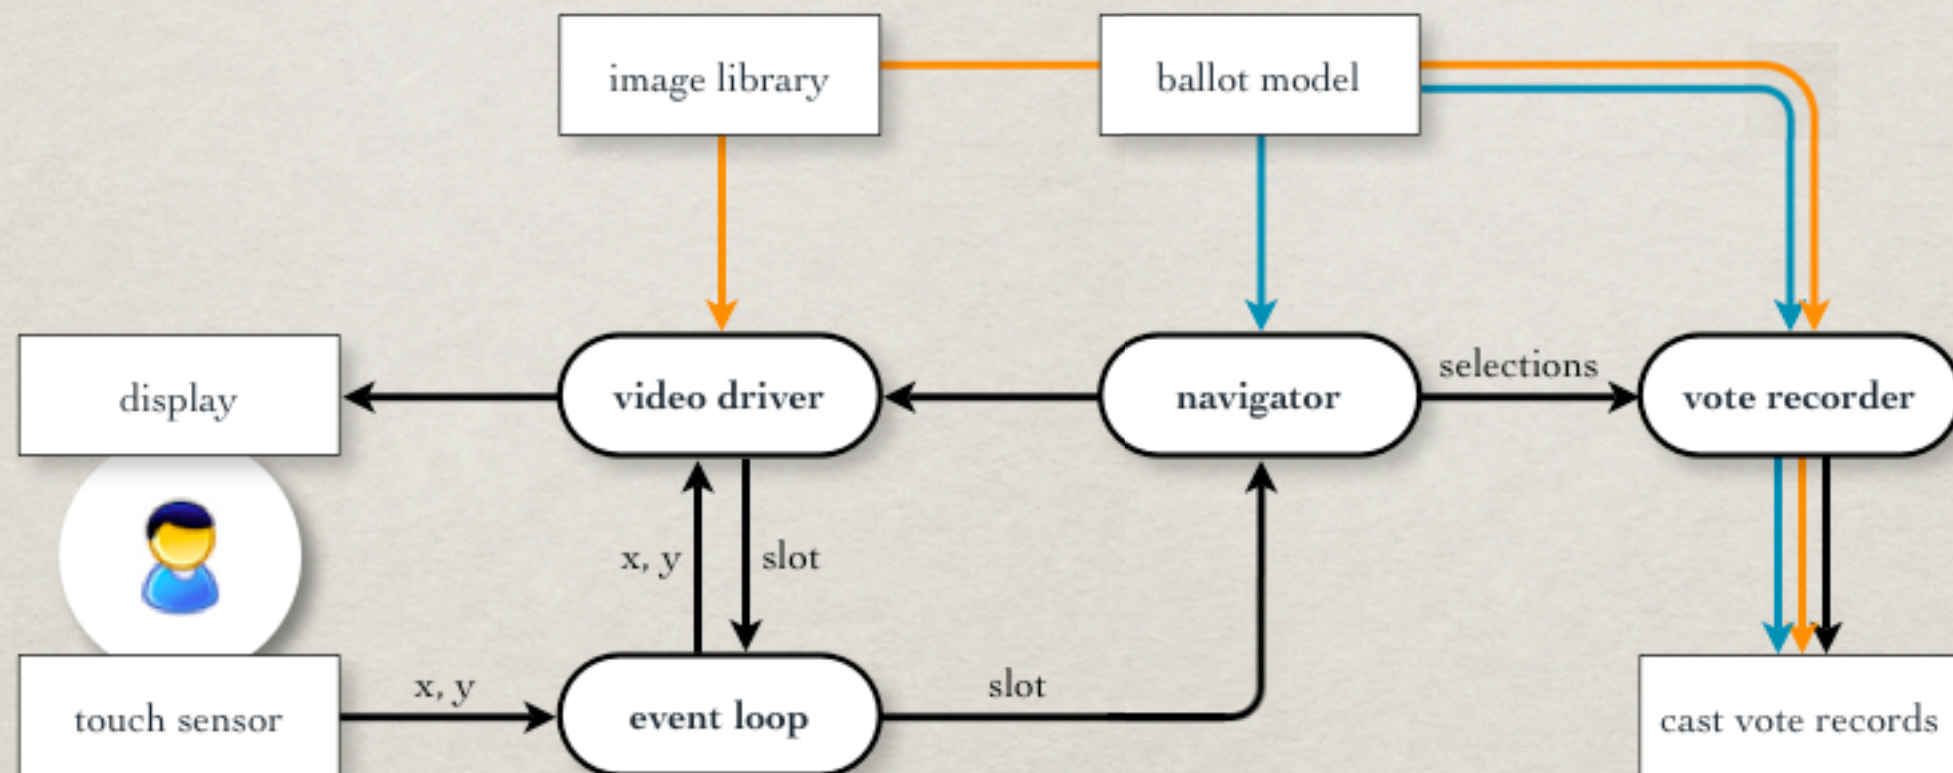 image library
ballot model
display
video driver
navigator
selections
vote recorder
x, y
slot
touch sensor
x, y
event loop
slot
cast vote records